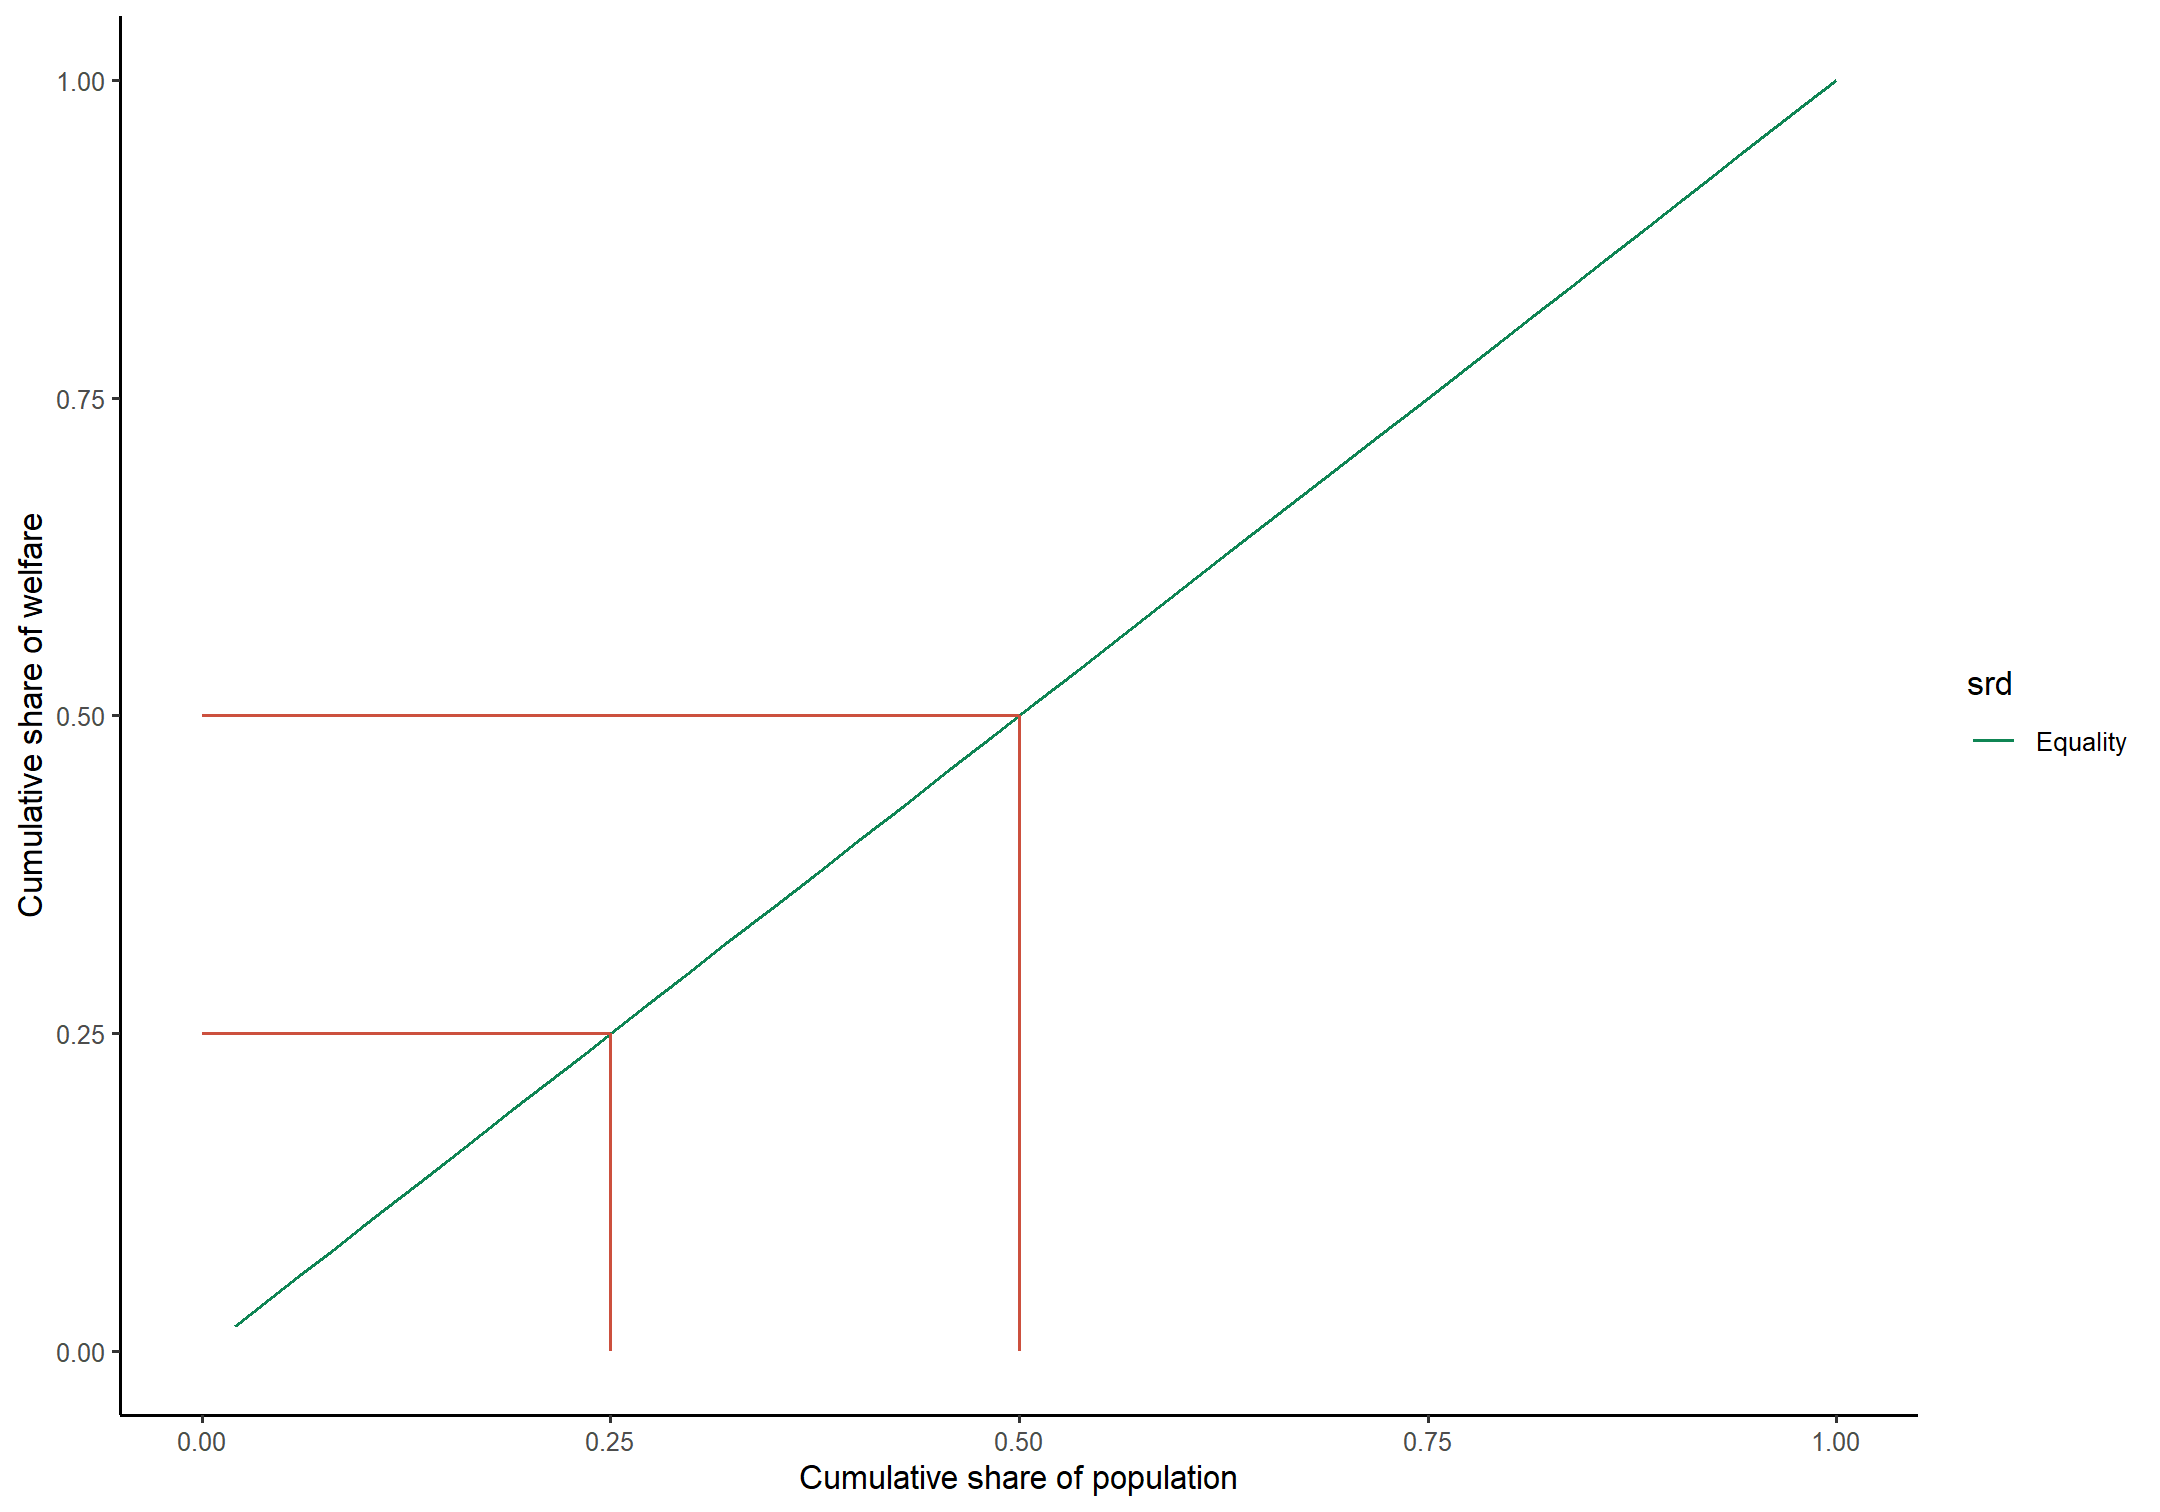 1.00
0.75
0.50
0.25
0.00
Cumulative share of welfare
0.00 0.25 0.50 0.75 1.00
Cumulative share of population
srd
Equality